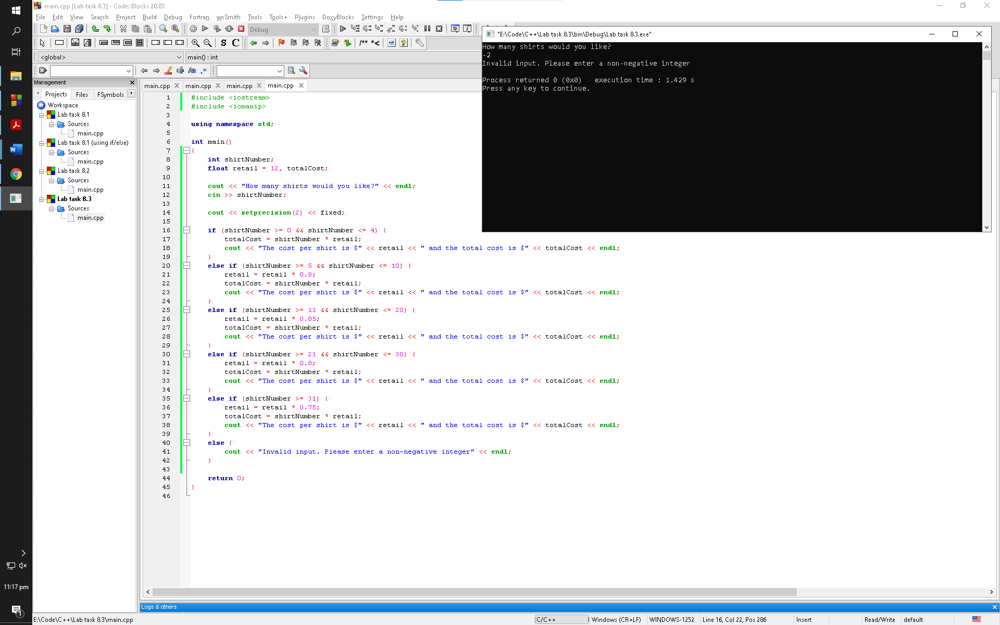 main.cpp [Lab task 8.3] - Code::Blocks 20.03
File Edit View Search Project Build Debug Fortran wxSmith Tools Tools+ Plugins DoxyBlocks Settings Help
Debug
S C /** *<
<global> main() : int
Aa .*
Management
main.cpp main.cpp main.cpp main.cpp
Projects Files FSymbols
Workspace
Lab task 8.1
Sources
main.cpp
Lab task 8.1 (using if/else)
Sources
main.cpp
Lab task 8.2
Sources
main.cpp
Lab task 8.3
Sources
main.cpp
1 #include <iostream>
2 #include <iomanip>
3
4 using namespace std;
5
6 int main()
7 {
8 int shirtNumber;
9 float retail = 12, totalCost;
10
11 cout << "How many shirts would you like?" << endl;
12 cin >> shirtNumber;
13
14 cout << setprecision(2) << fixed;
15
16 if (shirtNumber >= 0 && shirtNumber <= 4) {
17 totalCost = shirtNumber * retail;
18 cout << "The cost per shirt is $" << retail << " and the total cost is $" << totalCost << endl;
19 }
20 else if (shirtNumber >= 5 && shirtNumber <= 10) {
21 retail = retail * 0.9;
22 totalCost = shirtNumber * retail;
23 cout << "The cost per shirt is $" << retail << " and the total cost is $" << totalCost << endl;
24 }
25 else if (shirtNumber >= 11 && shirtNumber <= 20) {
26 retail = retail * 0.85;
27 totalCost = shirtNumber * retail;
28 cout << "The cost per shirt is $" << retail << " and the total cost is $" << totalCost << endl;
29 }
30 else if (shirtNumber >= 21 && shirtNumber <= 30) {
31 retail = retail * 0.8;
32 totalCost = shirtNumber * retail;
33 cout << "The cost per shirt is $" << retail << " and the total cost is $" << totalCost << endl;
34 }
35 else if (shirtNumber >= 31) {
36 retail = retail * 0.75;
37 totalCost = shirtNumber * retail;
38 cout << "The cost per shirt is $" << retail << " and the total cost is $" << totalCost << endl;
39 }
40 else {
41 cout << "Invalid input. Please enter a non-negative integer" << endl;
42 }
43
44 return 0;
45 }
46
"E:\Code\C++\Lab task 8.3\bin\Debug\Lab task 8.3.exe"
How many shirts would you like?
-2
Invalid input. Please enter a non-negative integer
Process returned 0 (0x0) execution time : 1.429 s
Press any key to continue.
11:17 pm
1
Logs & others
E:\Code\C++\Lab task 8.3\main.cpp C/C++ Windows (CR+LF) WINDOWS-1252 Line 16, Col 22, Pos 286 Insert Read/Write default